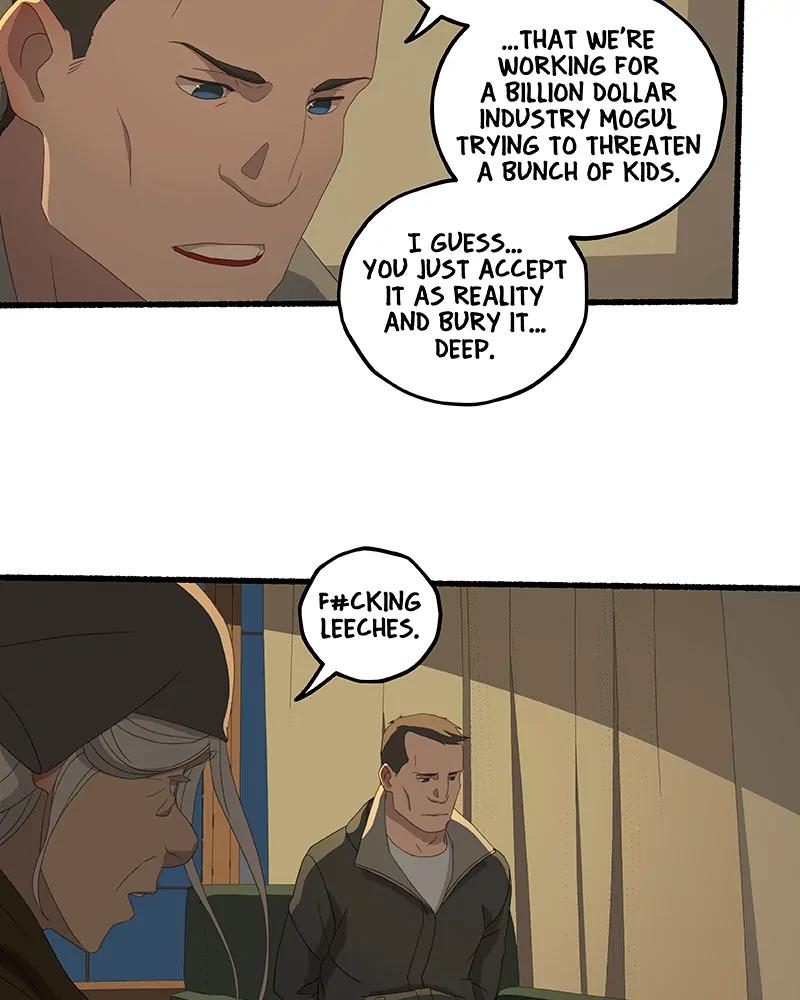 ...THAT WE'RE
WORKING FOR
A BILLION DOLLAR
INDUSTRY MOGUL
TRYING TO THREATEN
A BUNCH OF KIDS.
I GUESS...
YOU JUST ACCEPT
IT AS REALITY
AND BURY IT...
DEEP.
F#CKING
LEECHES.